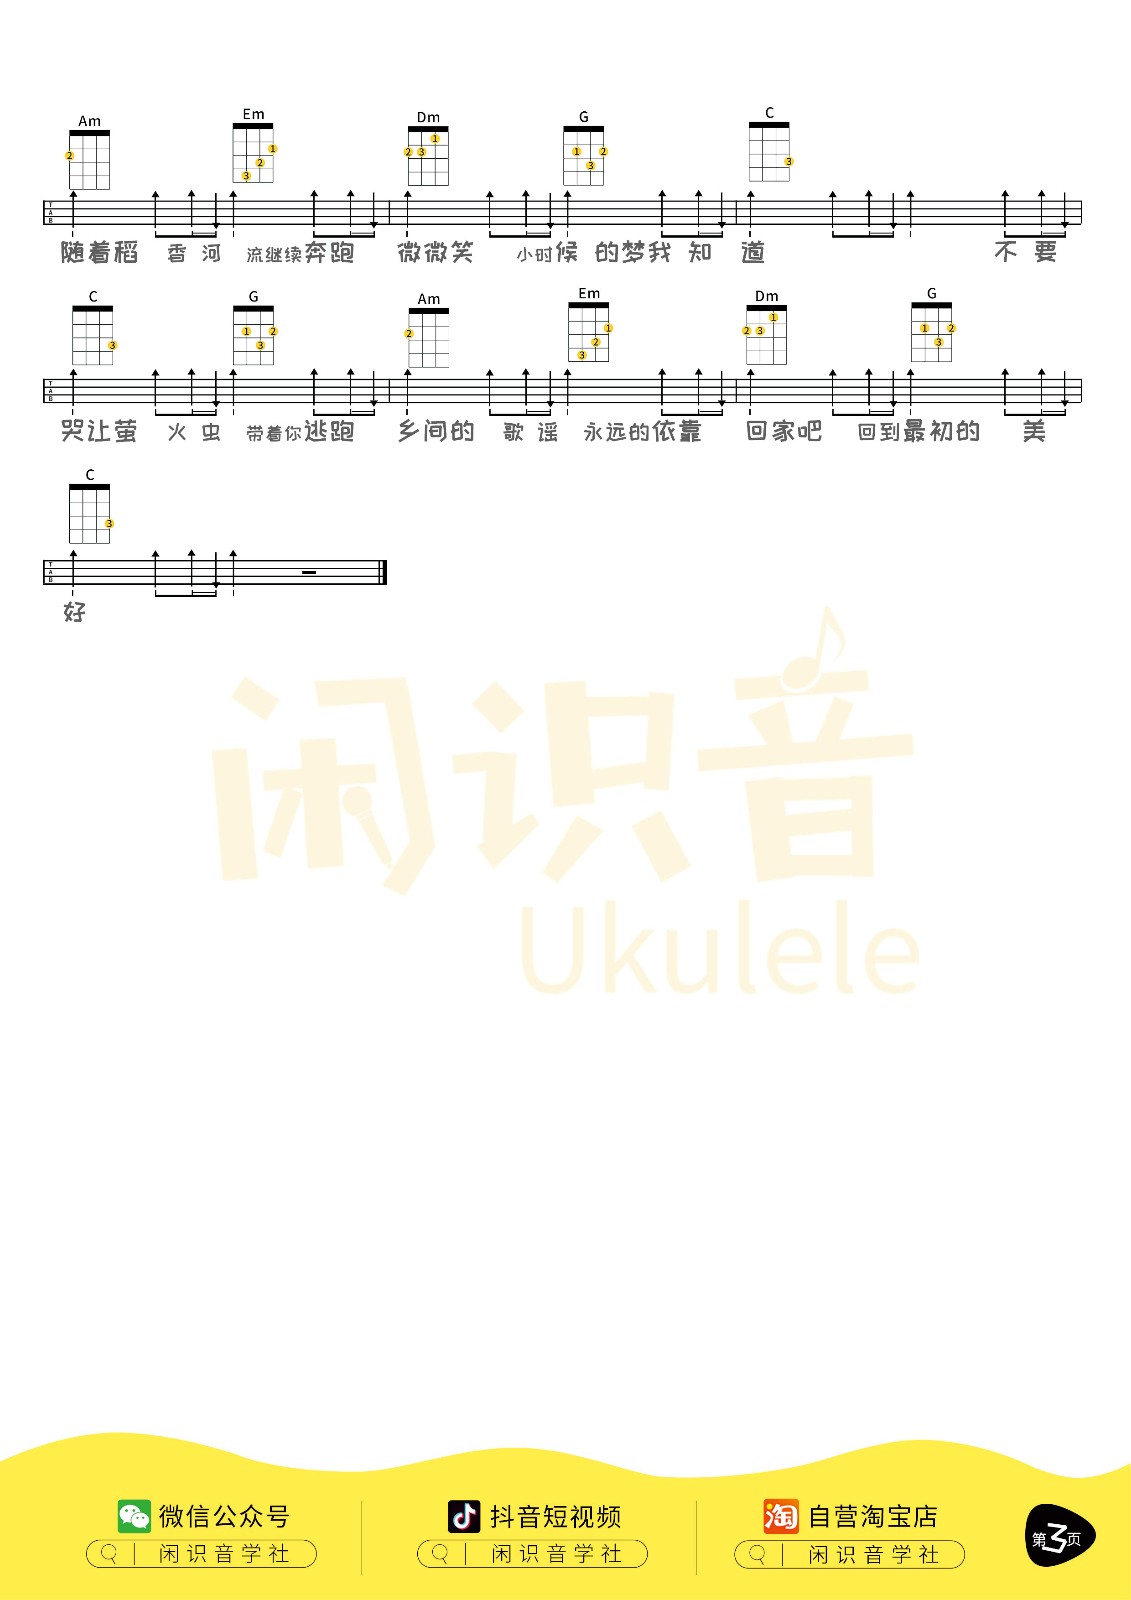 Am Em Dm G C
2 1 2 3 1 2 3 1 2 3 3
T A B
随着稻 香 河 流继续奔跑 微微笑 小时候 的梦我 知 道 不 要
C G Am Em Dm G
3 1 2 3 2 1 2 3 1 2 3 1 2 3
T A B
哭让萤 火 虫 带着你逃跑 乡间的 歌 谣 永远的依靠 回家吧 回到最初的 美
C
3
T A B
好
闲识音
Ukulele
微信公众号 抖音短视频 淘 自营淘宝店
闲识音学社 闲识音学社 闲识音学社
第3页